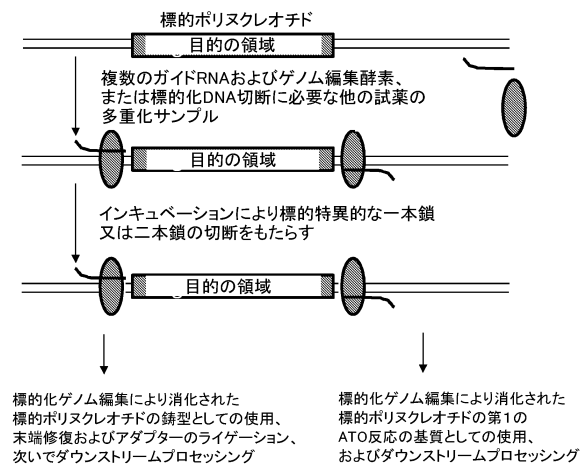 標的ポリヌクレオチド
目的の領域
複数のガイドRNAおよびゲノム編集酵素、
または標的化DNA切断に必要な他の試薬の
多重化サンプル
目的の領域
インキュベーションにより標的特異的な一本鎖
又は二本鎖の切断をもたらす
目的の領域
標的化ゲノム編集により消化された
標的ポリヌクレオチドの鋳型としての使用、
末端修復およびアダプターのライゲーション、
次いでダウンストリームプロセッシング
標的化ゲノム編集により消化された
標的ポリヌクレオチドの第1の
ATO反応の基質としての使用、
およびダウンストリームプロセッシング